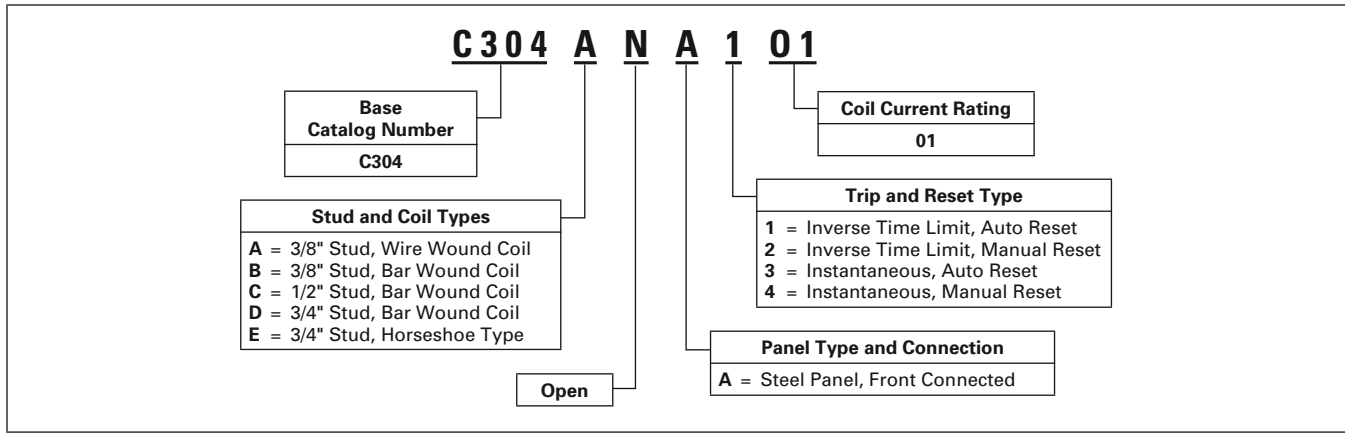 C304 A N A 1 01
Base
Catalog Number
C304
Coil Current Rating
01
Stud and Coil Types
A = 3/8" Stud, Wire Wound Coil
B = 3/8" Stud, Bar Wound Coil
C = 1/2" Stud, Bar Wound Coil
D = 3/4" Stud, Bar Wound Coil
E = 3/4" Stud, Horseshoe Type
Trip and Reset Type
1 = Inverse Time Limit, Auto Reset
2 = Inverse Time Limit, Manual Reset
3 = Instantaneous, Auto Reset
4 = Instantaneous, Manual Reset
Panel Type and Connection
A = Steel Panel, Front Connected
Open